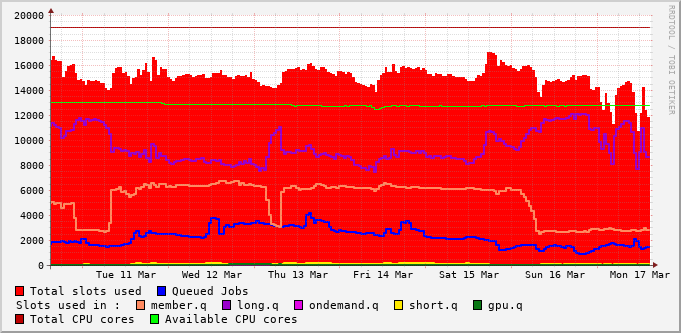 20000
18000
16000
14000
12000
10000
8000
6000
4000
2000
0
Tue 11 Mar Wed 12 Mar Thu 13 Mar Fri 14 Mar Sat 15 Mar Sun 16 Mar Mon 17 Mar
RRDTOOL / TOBI OETIKER
Total slots used Queued Jobs
Slots used in : member.q long.q ondemand.q short.q gpu.q
Total CPU cores Available CPU cores